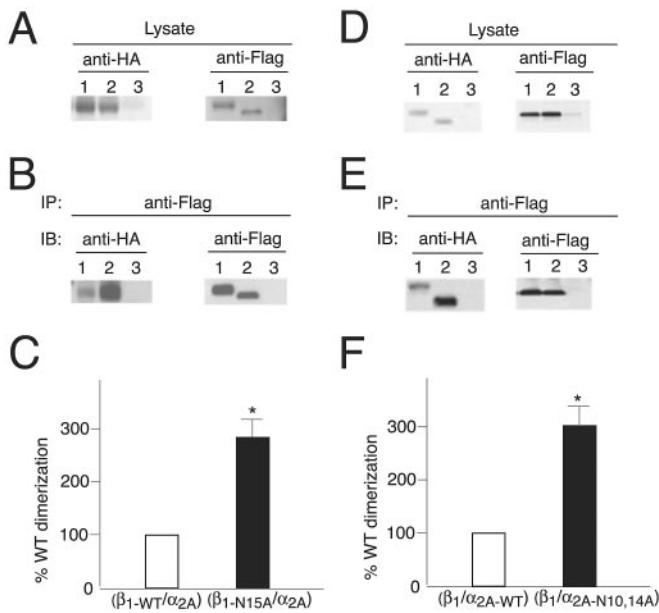 A
Lysate
anti-HA anti-Flag
1 2 3 1 2 3
B
IP: anti-Flag
IB: anti-HA anti-Flag
1 2 3 1 2 3
C
% WT dimerization
300
200
100
0
*
(β1-WT/α2A) (β1-N15A/α2A)
D
Lysate
anti-HA anti-Flag
1 2 3 1 2 3
E
IP: anti-Flag
IB: anti-HA anti-Flag
1 2 3 1 2 3
F
% WT dimerization
300
200
100
0
*
(β1/α2A-WT) (β1/α2A-N10,14A)